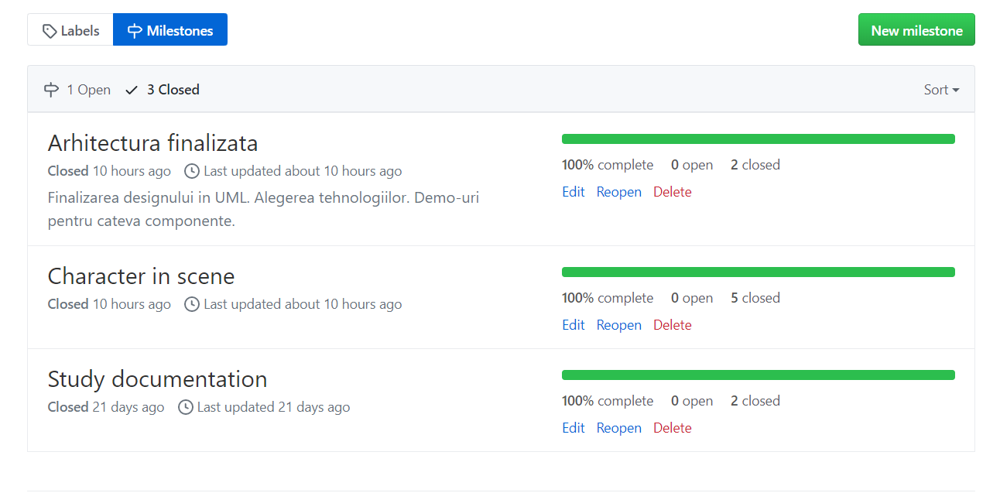 Labels Milestones New milestone
1 Open 3 Closed Sort
Arhitectura finalizata
Closed 10 hours ago Last updated about 10 hours ago
Finalizarea designului in UML. Alegerea tehnologiilor. Demo-uri
pentru cateva componente.
100% complete 0 open 2 closed
Edit Reopen Delete
Character in scene
Closed 10 hours ago Last updated about 10 hours ago
100% complete 0 open 5 closed
Edit Reopen Delete
Study documentation
Closed 21 days ago Last updated 21 days ago
100% complete 0 open 2 closed
Edit Reopen Delete